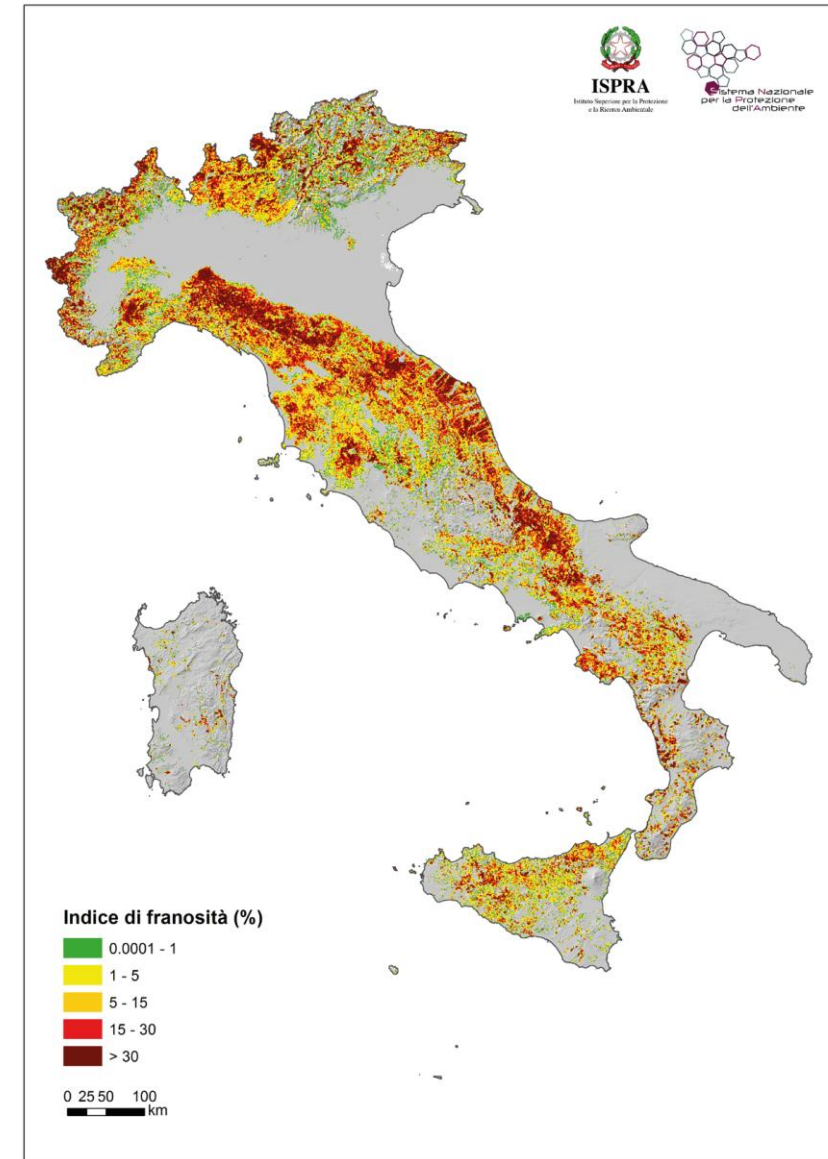 ISPRA
Istituto Superiore per la Protezione
e la Ricerca Ambientale
Sistema Nazionale
per la Protezione
dell'Ambiente
Indice di franosità (%)
0.0001 - 1
1 - 5
5 - 15
15 - 30
> 30
0 25 50 100
km